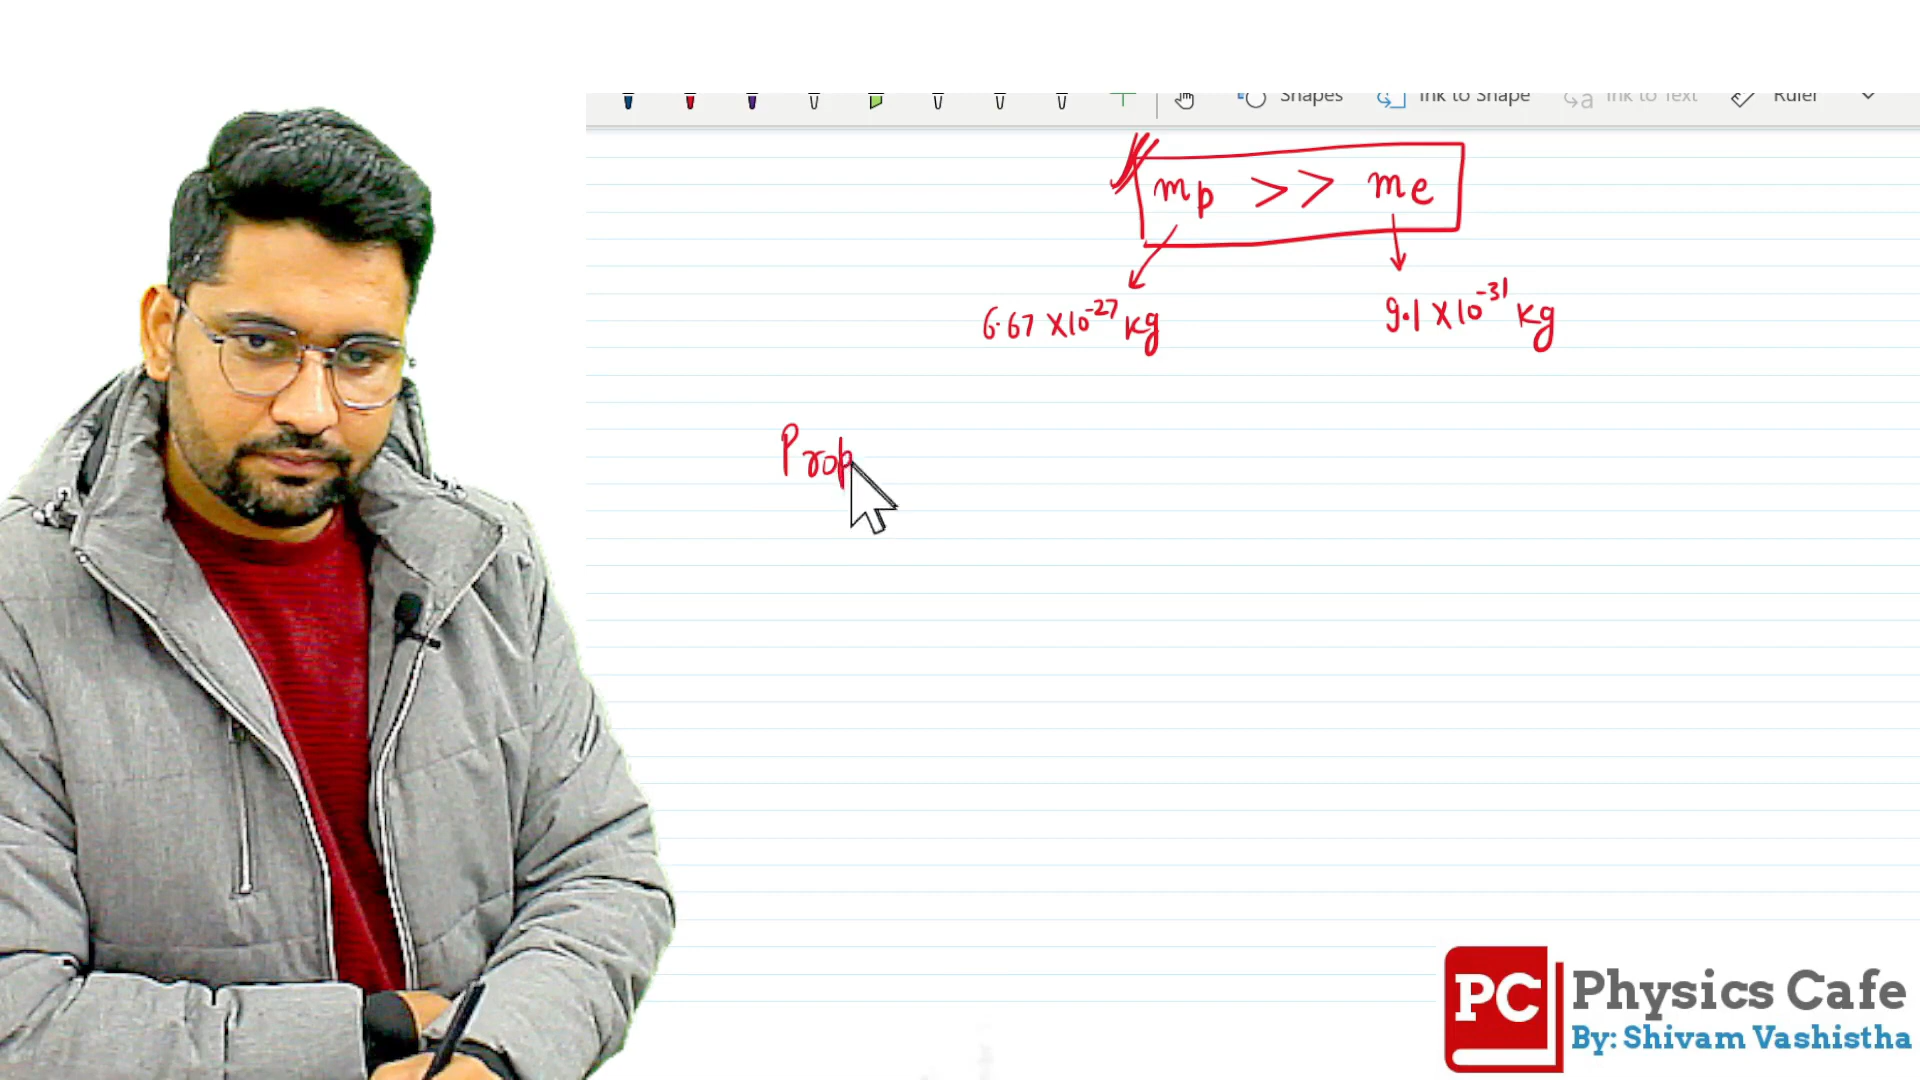 Shapes Ink to Shape Ink to Text Ruler
mp >> me
6.67 X10-27 kg 9.1 X10-31 kg
Prop
PC Physics Cafe
By: Shivam Vashistha